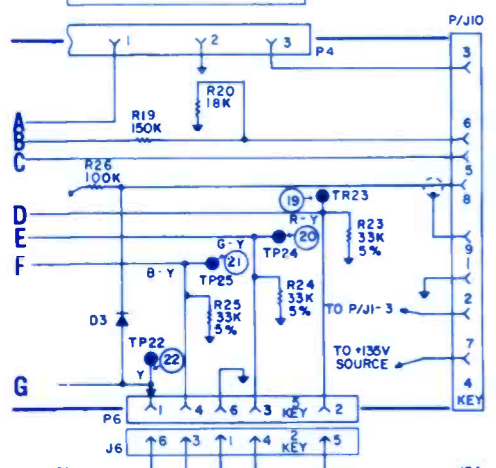 P/J10
1 2 3 P4
3
R20
18K
A
R19
150K
B
6
C
5
R26
100K
8
19 TR23
D
R-Y
R23
33K
5%
E
G-Y
TP24 20
9
F
B-Y
TP25 21
1
R25
33K
5%
R24
33K
5%
TO P/J1-3
2
D3
TP22
22
Y
TO +135V
SOURCE
7
G
4
KEY
P6 1 4 6 3 5 KEY 2
J6 6 3 1 4 2 KEY 5